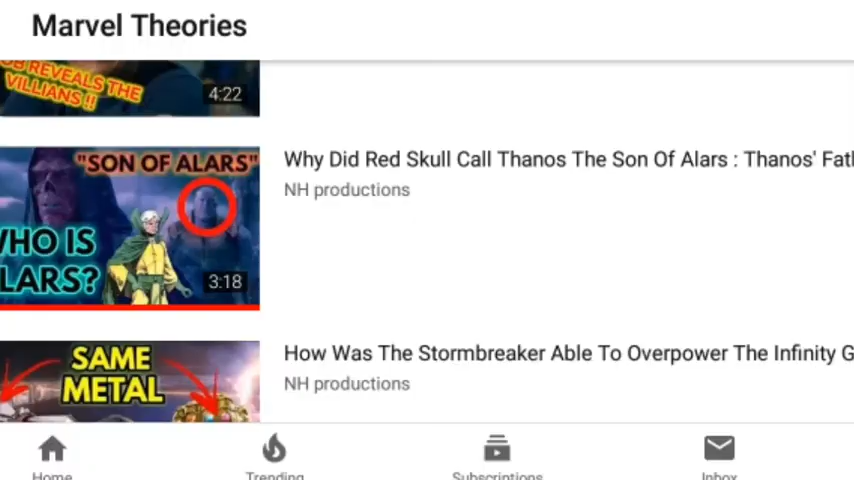 Marvel Theories
REVEALS THE
VILLIANS !!
4:22
"SON OF ALARS"
WHO IS
ALARS?
3:18
Why Did Red Skull Call Thanos The Son Of Alars : Thanos' Fat
NH productions
SAME
METAL
How Was The Stormbreaker Able To Overpower The Infinity G
NH productions
Home
Trending
Subscriptions
Inbox